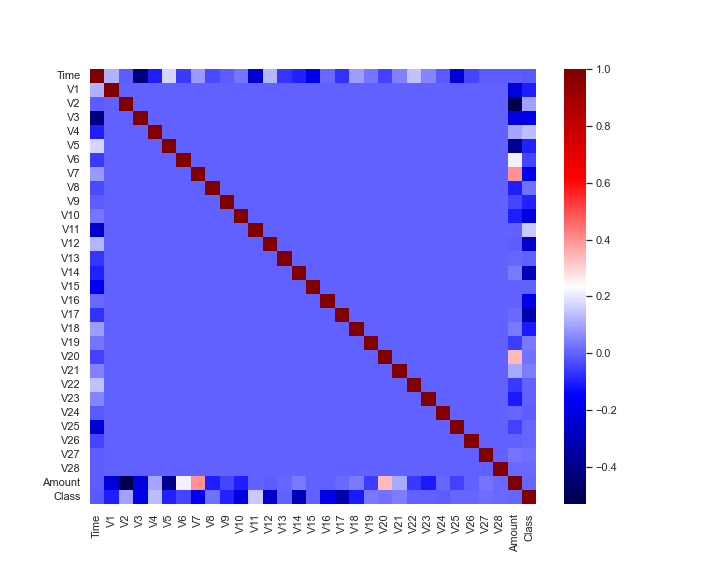 Time
V1
V2
V3
V4
V5
V6
V7
V8
V9
V10
V11
V12
V13
V14
V15
V16
V17
V18
V19
V20
V21
V22
V23
V24
V25
V26
V27
V28
Amount
Class
Time
V1
V2
V3
V4
V5
V6
V7
V8
V9
V10
V11
V12
V13
V14
V15
V16
V17
V18
V19
V20
V21
V22
V23
V24
V25
V26
V27
V28
Amount
Class
1.0
0.8
0.6
0.4
0.2
0.0
−0.2
−0.4